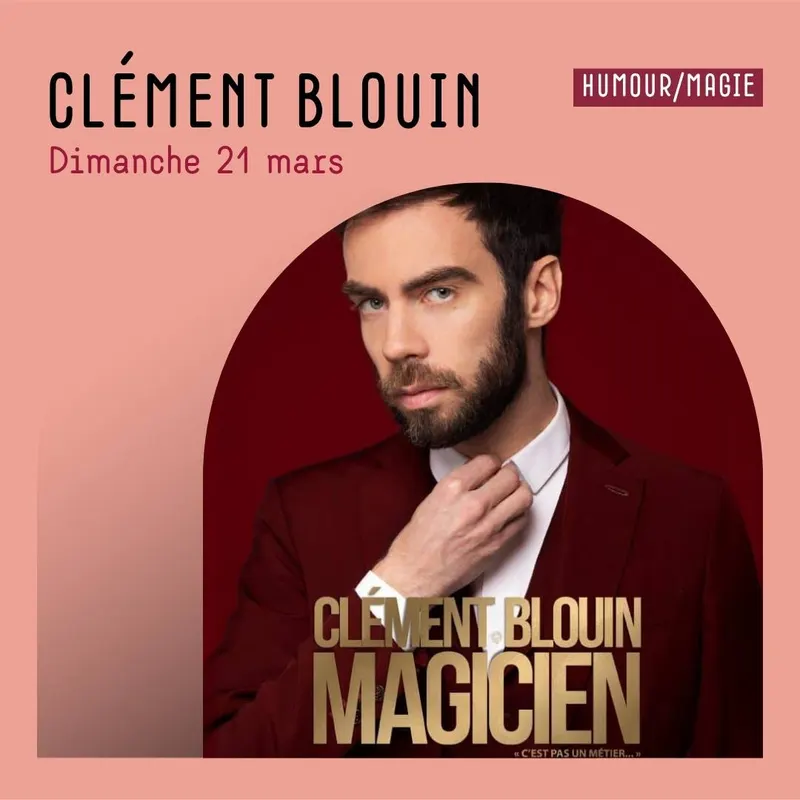 CLÉMENT BLOUIN
HUMOUR/MAGIE
Dimanche 21 mars
CLÉMENT BLOUIN
MAGICIEN
« C'EST PAS UN MÉTIER... »